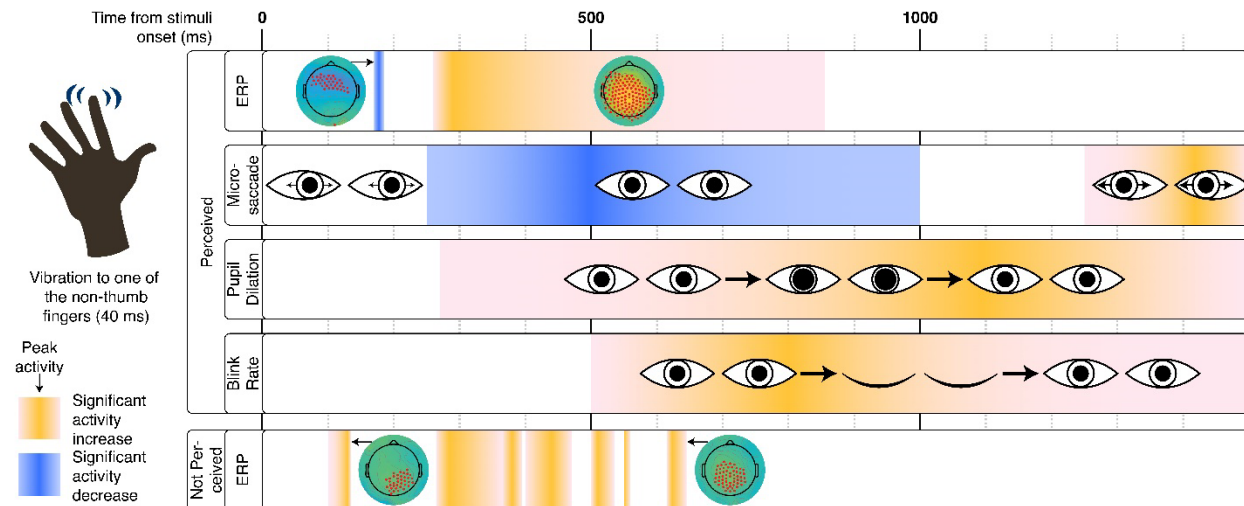 Time from stimuli
onset (ms)
0
500
1000
Perceived
ERP
Micro-
saccade
Pupil
Dilation
Blink
Rate
Not Per-
ceived
ERP
Vibration to one of
the non-thumb
fingers (40 ms)
Peak
activity
Significant
activity
increase
Significant
activity
decrease